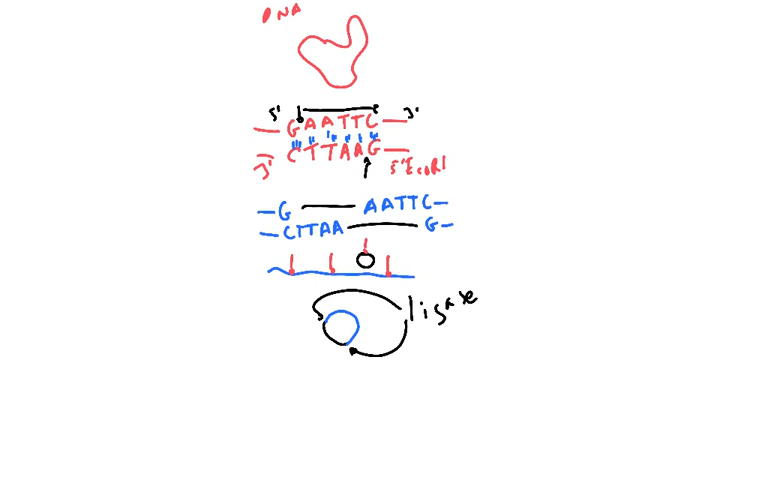 DNA
5' GAATTC 3'
3' CTTAAG 5' EcoRI
G AATTC
CTTAA G
ligase